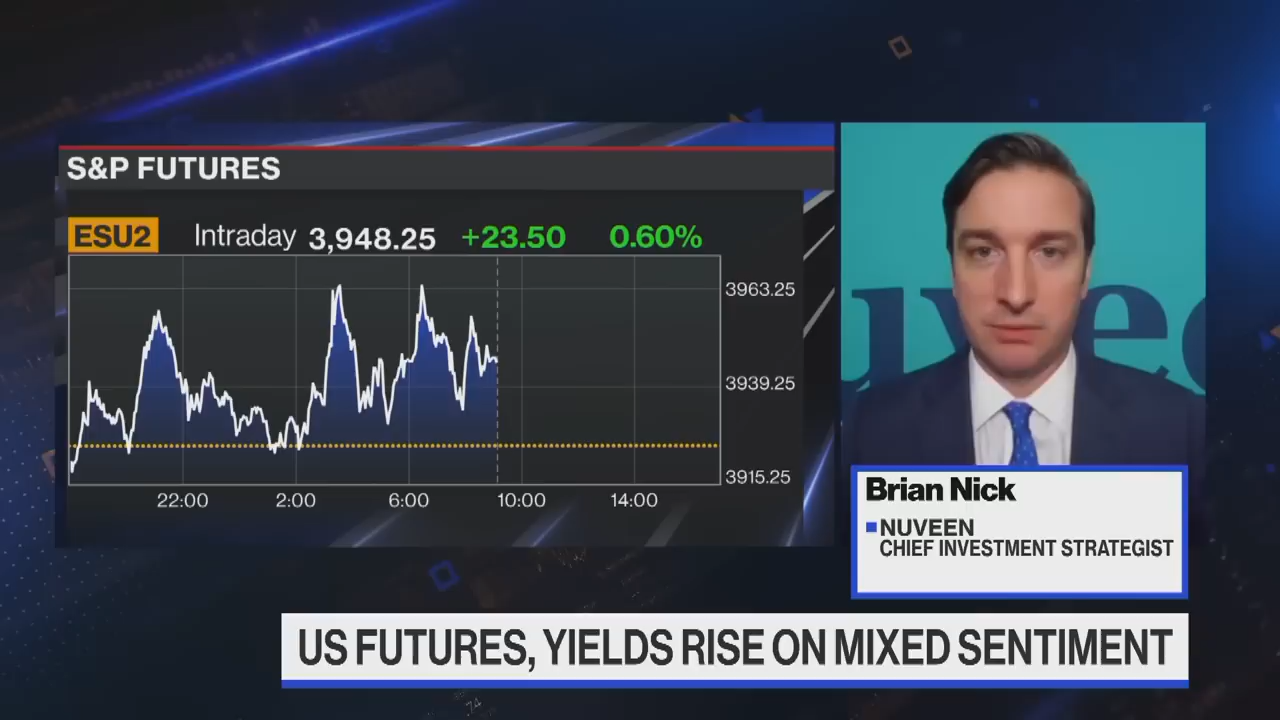 S&P FUTURES
ESU2 Intraday 3,948.25 +23.50 0.60%
3963.25
3939.25
3915.25
22:00 2:00 6:00 10:00 14:00
uvee
Brian Nick
NUVEEN
CHIEF INVESTMENT STRATEGIST
US FUTURES, YIELDS RISE ON MIXED SENTIMENT